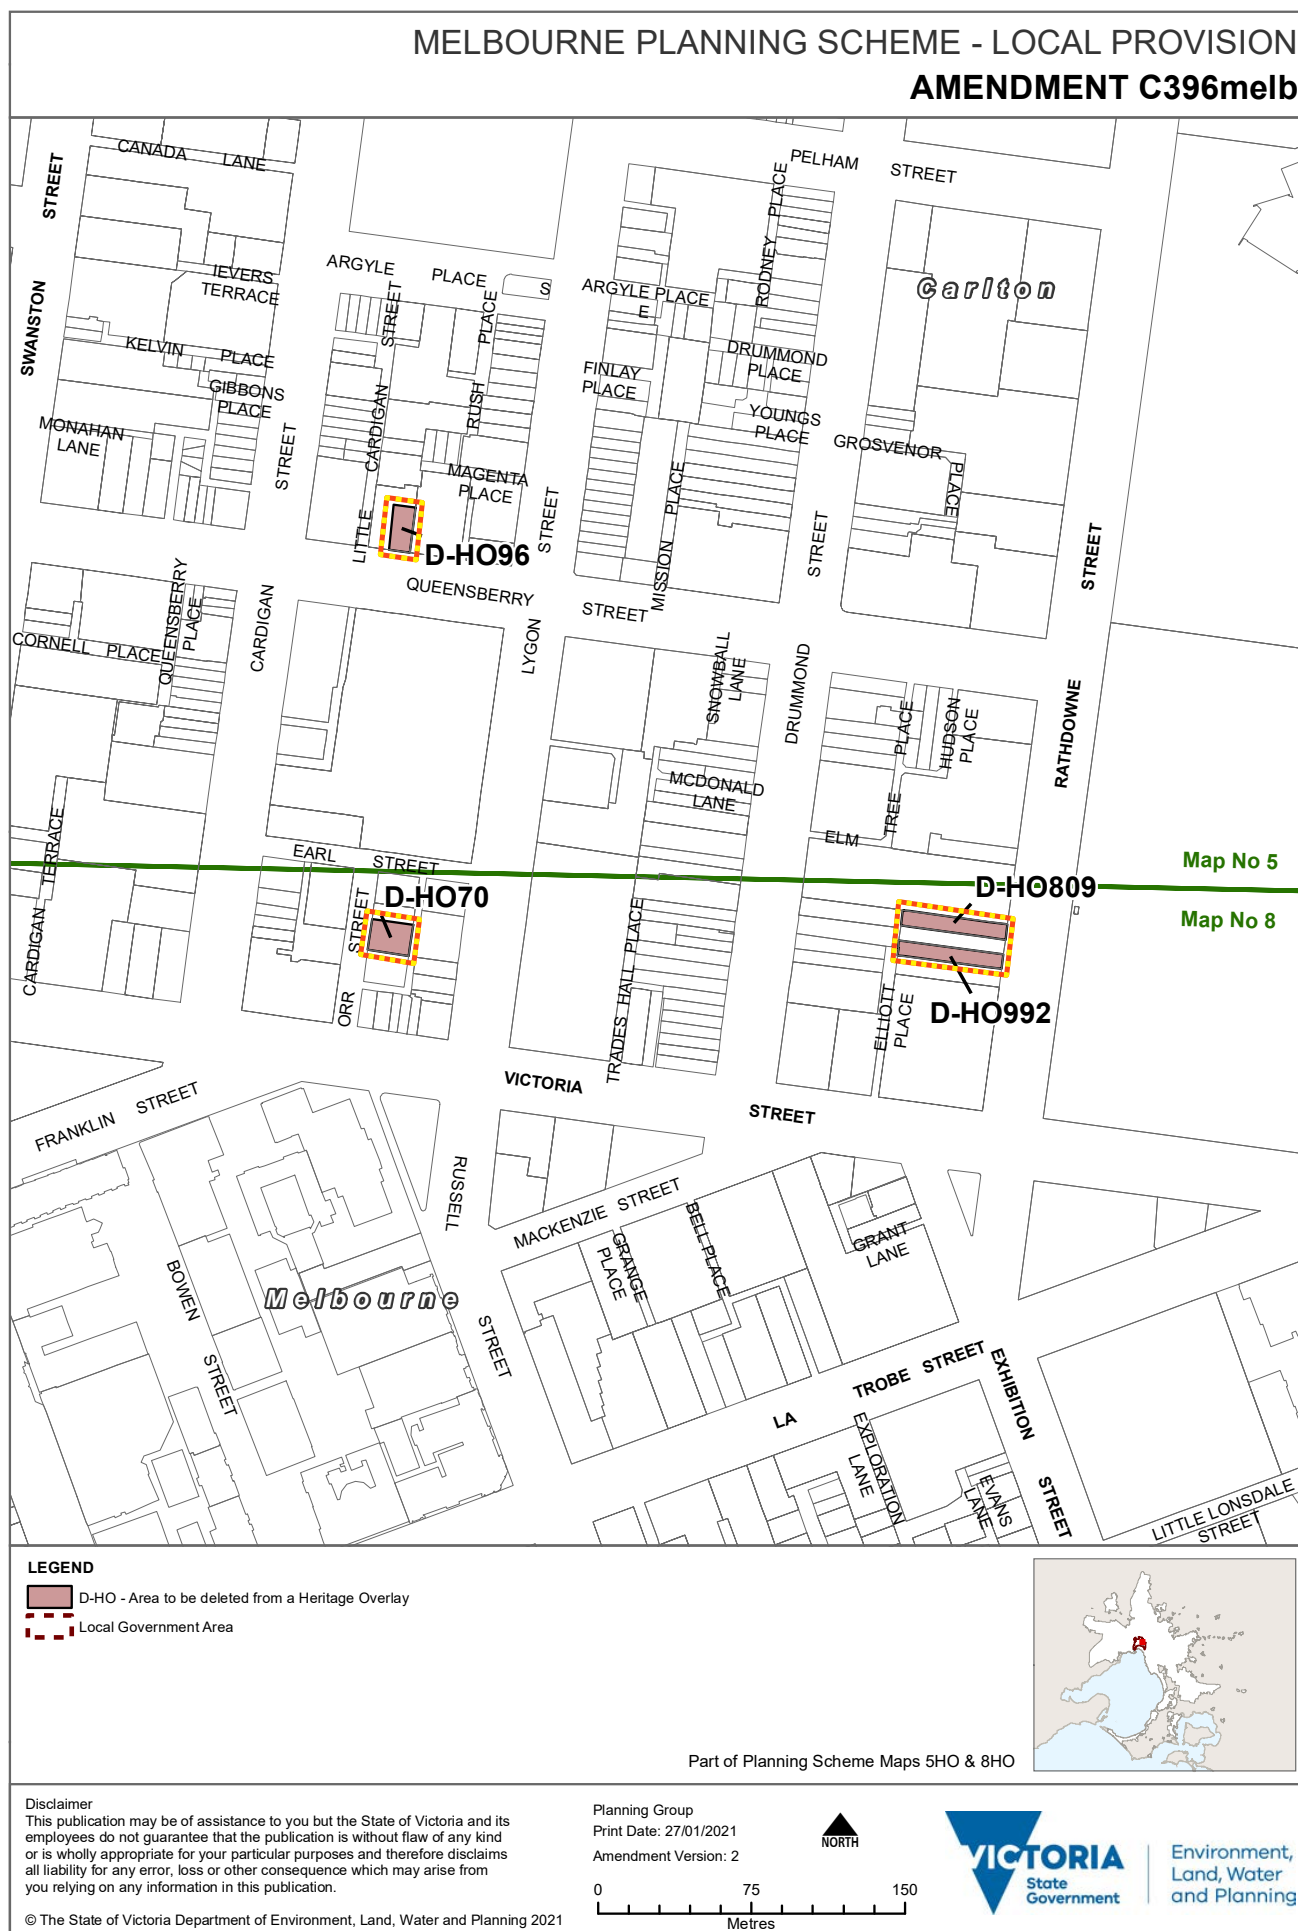 MELBOURNE PLANNING SCHEME - LOCAL PROVISION
AMENDMENT C396melb
CANADA LANE
PELHAM STREET
SWANSTON STREET
IEVERS
TERRACE
ARGYLE PLACE S
ARGYLE PLACE
E
RODNEY PLACE
Carlton
KELVIN PLACE
GIBBONS
PLACE
MONAHAN
LANE
LITTLE CARDIGAN STREET
RUSH PLACE
FINLAY
PLACE
DRUMMOND
PLACE
YOUNGS
PLACE
GROSVENOR PLACE
MAGENTA
PLACE
MISSION PLACE
D-HO96
QUEENSBERRY STREET
CARDIGAN STREET
LYGON STREET
DRUMMOND STREET
RATHDOWNE STREET
QUEENSBERRY
PLACE
CORNELL PLACE
SNOWBALL
LANE
MCDONALD
LANE
HUDSON
PLACE
ELM TREE PLACE
CARDIGAN TERRACE
EARL STREET
Map No 5
Map No 8
D-HO70
D-HO809
D-HO992
ORR STREET
TRADES HALL PLACE
ELLIOTT
PLACE
VICTORIA STREET
FRANKLIN STREET
RUSSELL STREET
MACKENZIE STREET
BOWEN STREET
Melbourne
GRANGE
PLACE
BELL PLACE
GRANT
LANE
LA TROBE STREET
EXHIBITION STREET
EXPLORATION
LANE
EVANS
LANE
LITTLE LONSDALE
STREET
LEGEND
D-HO - Area to be deleted from a Heritage Overlay
Local Government Area
Part of Planning Scheme Maps 5HO & 8HO
Disclaimer
This publication may be of assistance to you but the State of Victoria and its
employees do not guarantee that the publication is without flaw of any kind
or is wholly appropriate for your particular purposes and therefore disclaims
all liability for any error, loss or other consequence which may arise from
you relying on any information in this publication.
© The State of Victoria Department of Environment, Land, Water and Planning 2021
Planning Group
Print Date: 27/01/2021
Amendment Version: 2
NORTH
0 75 150
Metres
VICTORIA
State
Government
Environment,
Land, Water
and Planning